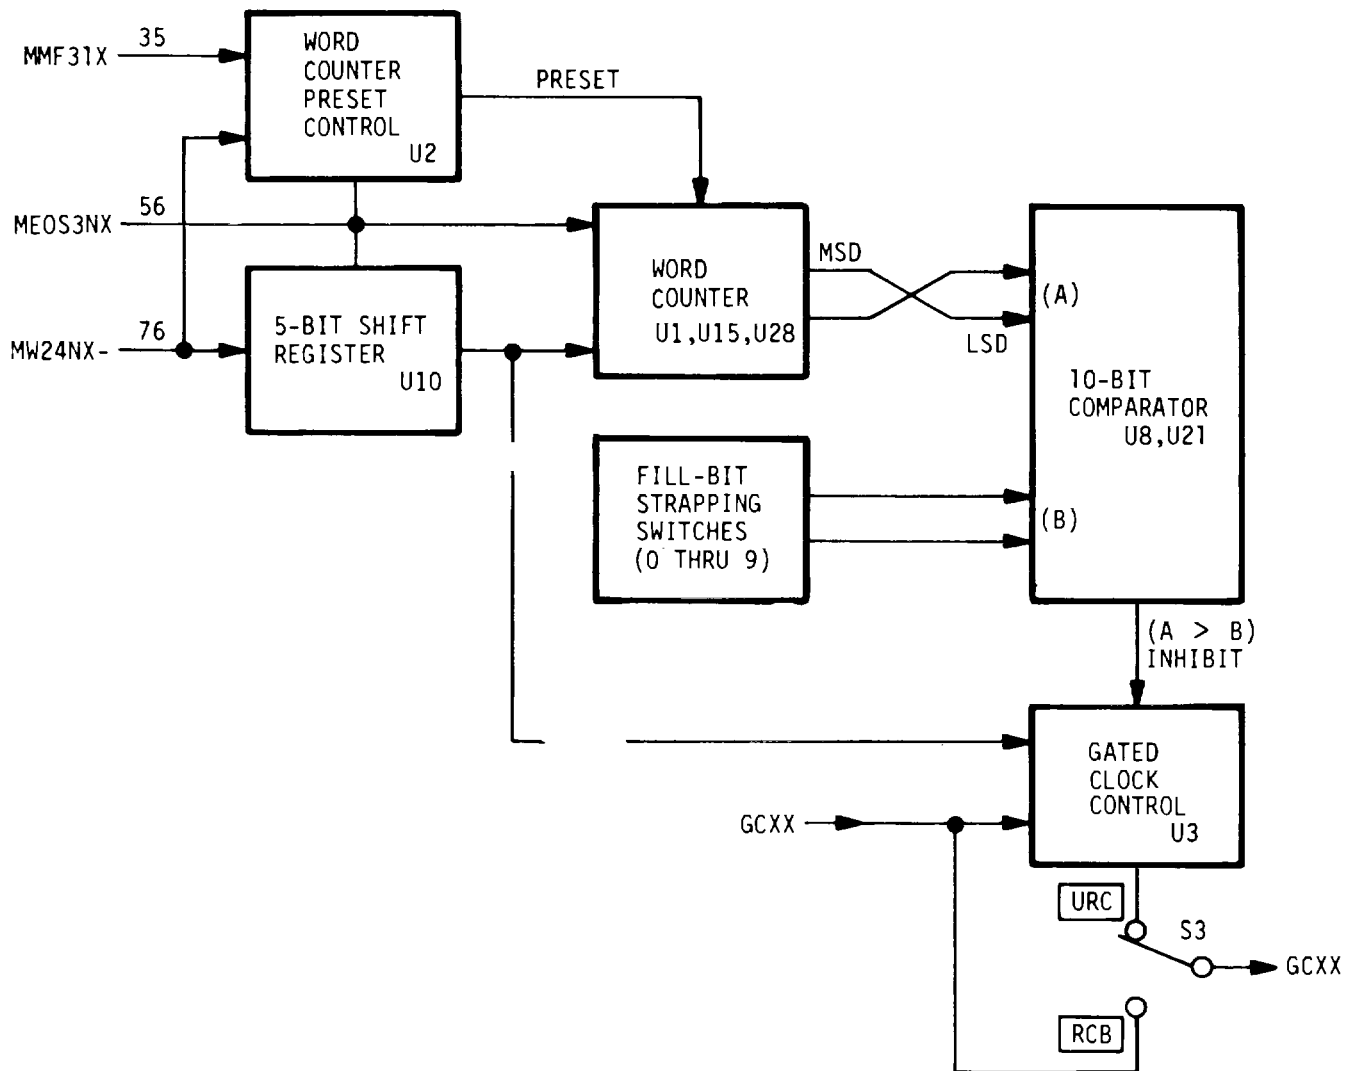 MMF31X
35
WORD
COUNTER
PRESET
CONTROL
U2
PRESET
MEOS3NX
56
MW24NX-
76
5-BIT SHIFT
REGISTER
U10
WORD
COUNTER
U1,U15,U28
MSD
LSD
(A)
10-BIT
COMPARATOR
U8,U21
(B)
FILL-BIT
STRAPPING
SWITCHES
(0 THRU 9)
(A > B)
INHIBIT
GATED
CLOCK
CONTROL
U3
GCXX
URC
S3
GCXX
RCB